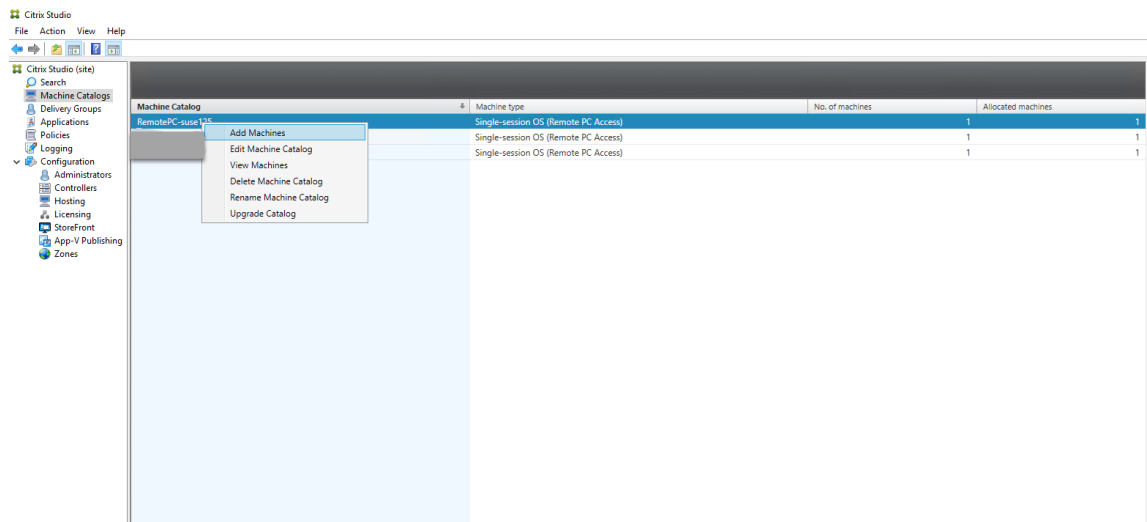 Citrix Studio
File Action View Help
Citrix Studio (site)
Search
Machine Catalogs
Delivery Groups
Applications
Policies
Logging
Configuration
Administrators
Controllers
Hosting
Licensing
StoreFront
App-V Publishing
Zones
Machine Catalog Machine type No. of machines Allocated machines
RemotePC-suse125 Single-session OS (Remote PC Access) 1 1
Single-session OS (Remote PC Access) 1 1
Single-session OS (Remote PC Access) 1 1
Add Machines
Edit Machine Catalog
View Machines
Delete Machine Catalog
Rename Machine Catalog
Upgrade Catalog